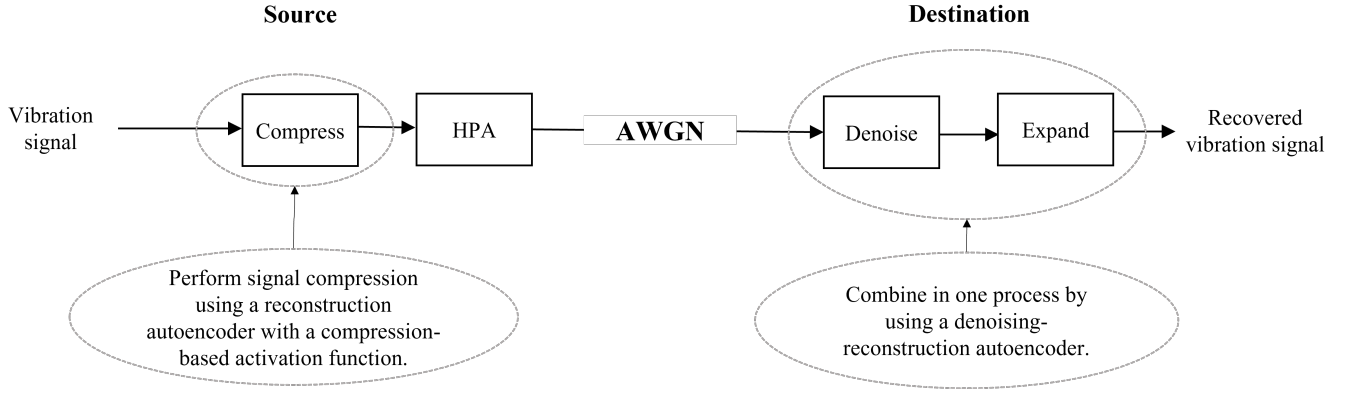 Source
Destination
Vibration
signal
Compress
HPA
AWGN
Denoise
Expand
Recovered
vibration signal
Perform signal compression
using a reconstruction
autoencoder with a compression-
based activation function.
Combine in one process by
using a denoising-
reconstruction autoencoder.